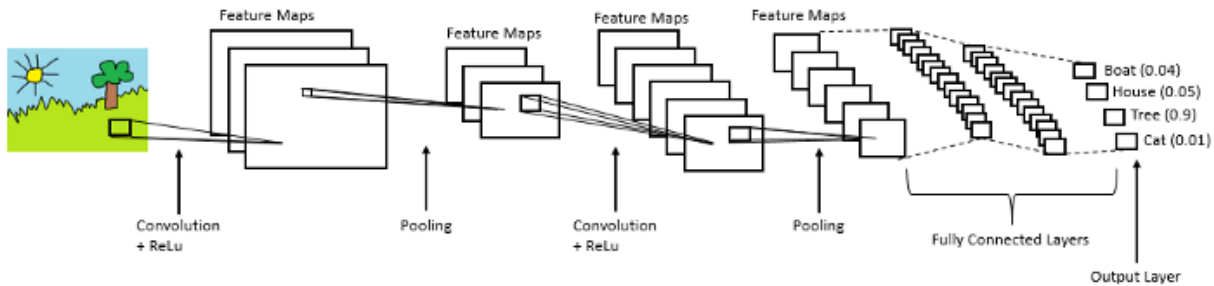 Feature Maps
Feature Maps
Feature Maps
Feature Maps
Boat (0.04)
House (0.05)
Tree (0.9)
Cat (0.01)
Convolution
+ ReLu
Pooling
Convolution
+ ReLu
Pooling
Fully Connected Layers
Output Layer